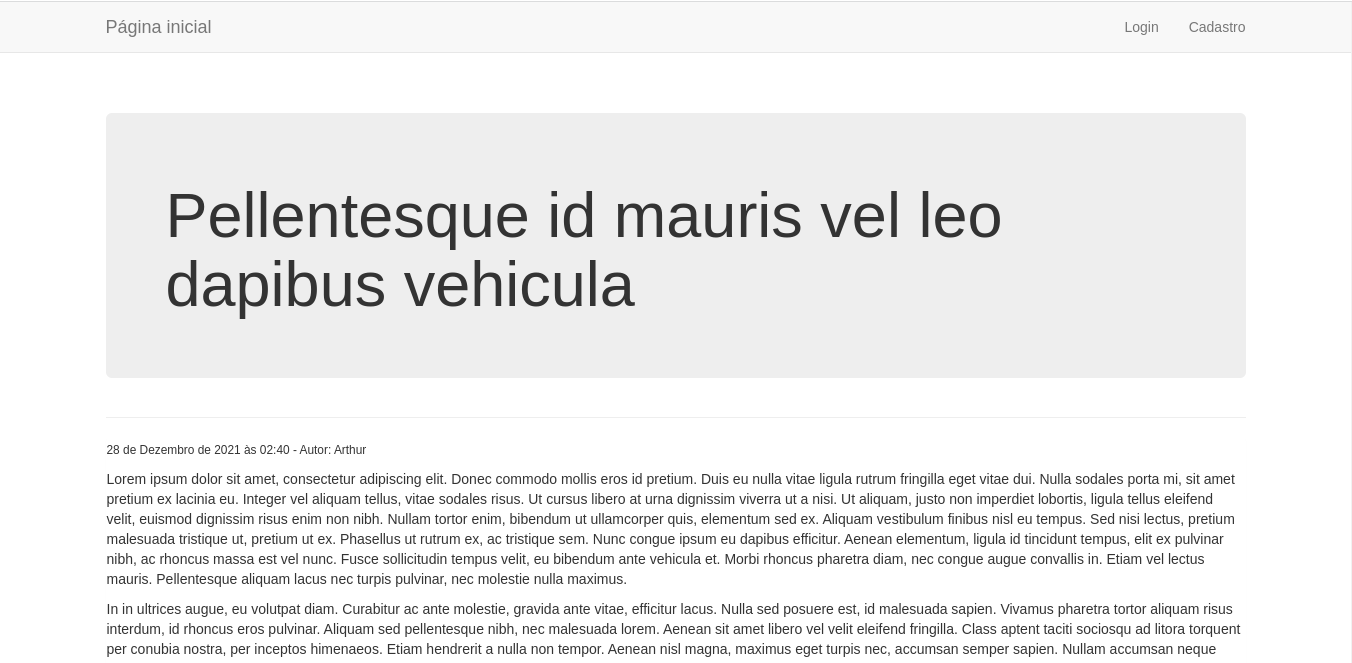 Página inicial
Login
Cadastro
Pellentesque id mauris vel leo
dapibus vehicula
28 de Dezembro de 2021 às 02:40 - Autor: Arthur
Lorem ipsum dolor sit amet, consectetur adipiscing elit. Donec commodo mollis eros id pretium. Duis eu nulla vitae ligula rutrum fringilla eget vitae dui. Nulla sodales porta mi, sit amet
pretium ex lacinia eu. Integer vel aliquam tellus, vitae sodales risus. Ut cursus libero at urna dignissim viverra ut a nisi. Ut aliquam, justo non imperdiet lobortis, ligula tellus eleifend
velit, euismod dignissim risus enim non nibh. Nullam tortor enim, bibendum ut ullamcorper quis, elementum sed ex. Aliquam vestibulum finibus nisl eu tempus. Sed nisi lectus, pretium
malesuada tristique ut, pretium ut ex. Phasellus ut rutrum ex, ac tristique sem. Nunc congue ipsum eu dapibus efficitur. Aenean elementum, ligula id tincidunt tempus, elit ex pulvinar
nibh, ac rhoncus massa est vel nunc. Fusce sollicitudin tempus velit, eu bibendum ante vehicula et. Morbi rhoncus pharetra diam, nec congue augue convallis in. Etiam vel lectus
mauris. Pellentesque aliquam lacus nec turpis pulvinar, nec molestie nulla maximus.
In in ultrices augue, eu volutpat diam. Curabitur ac ante molestie, gravida ante vitae, efficitur lacus. Nulla sed posuere est, id malesuada sapien. Vivamus pharetra tortor aliquam risus
interdum, id rhoncus eros pulvinar. Aliquam sed pellentesque nibh, nec malesuada lorem. Aenean sit amet libero vel velit eleifend fringilla. Class aptent taciti sociosqu ad litora torquent
per conubia nostra, per inceptos himenaeos. Etiam hendrerit a nulla non tempor. Aenean nisl magna, maximus eget turpis nec, accumsan semper sapien. Nullam accumsan neque